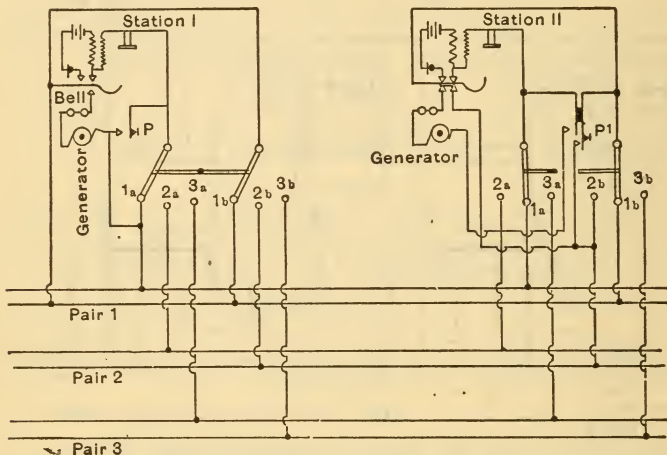 Station I
Bell
P
Generator
1a 2a 3a 1b 2b 3b
Station II
P1
Generator
2a 1a 3a 2b 1b 3b
Pair 1
Pair 2
Pair 3